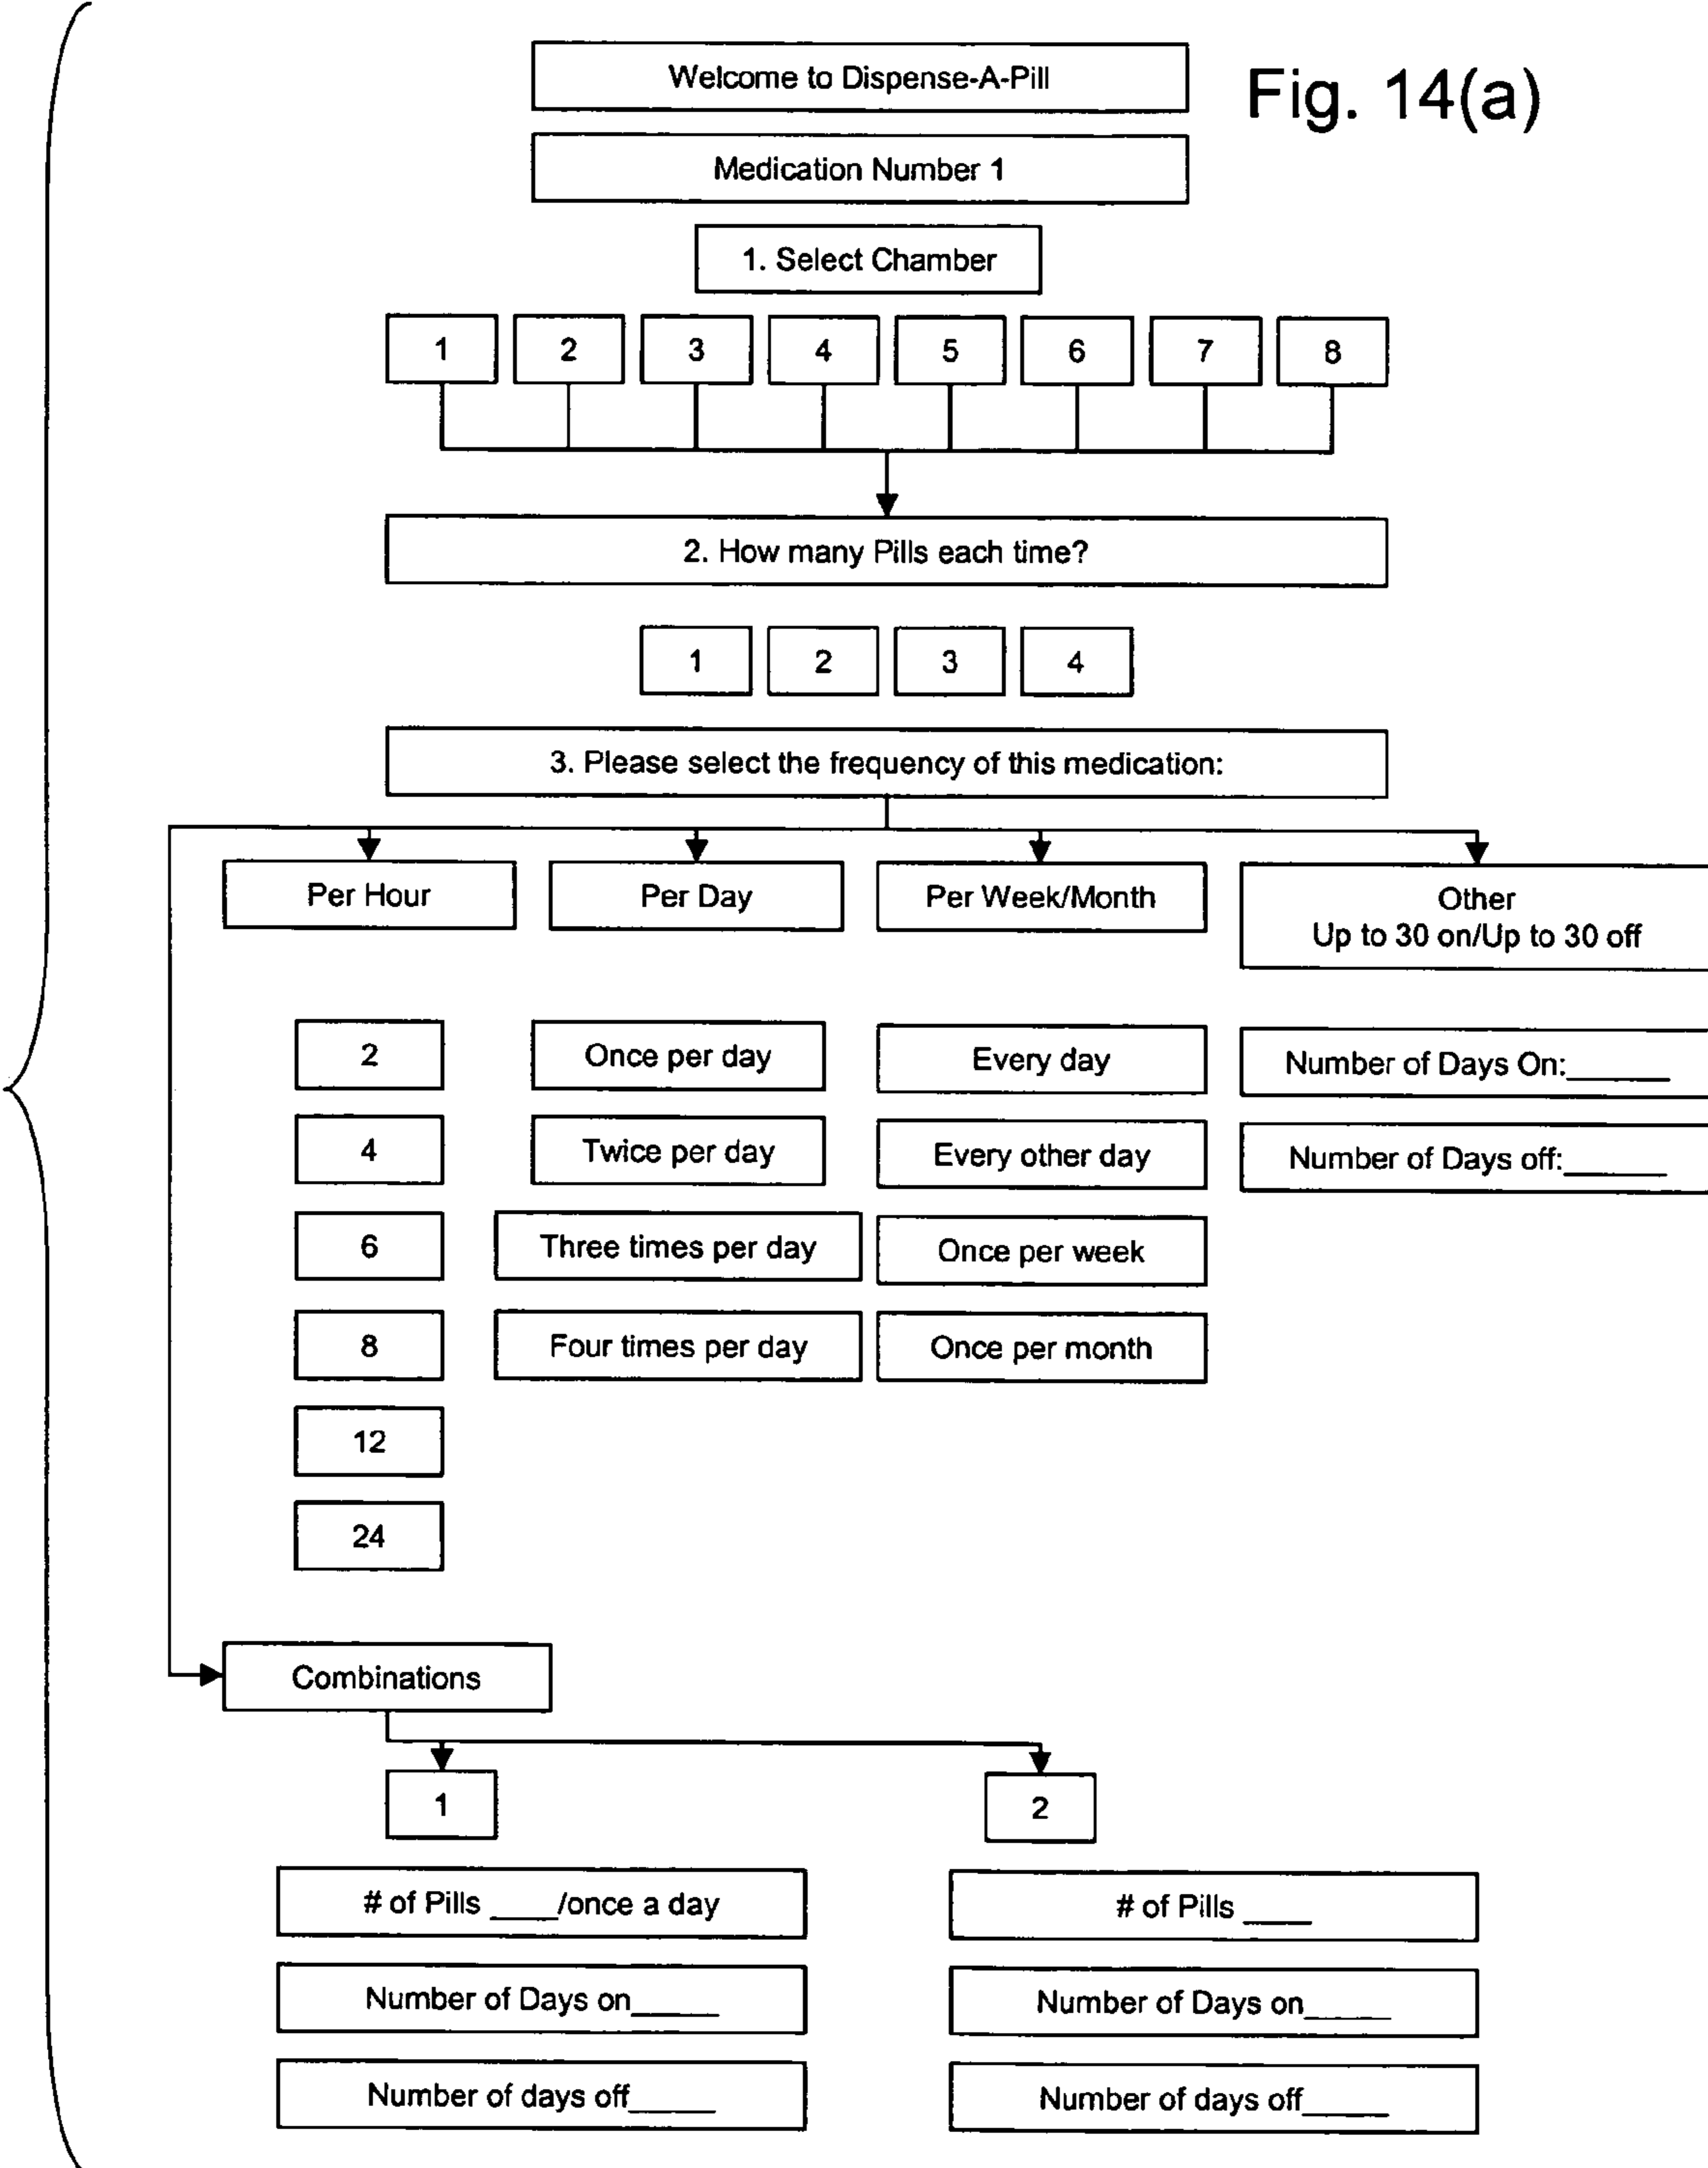 Fig. 14(a)
Welcome to Dispense-A-Pill
Medication Number 1
1. Select Chamber
1 2 3 4 5 6 7 8
2. How many Pills each time?
1 2 3 4
3. Please select the frequency of this medication:
Per Hour
Per Day
Per Week/Month
Other
Up to 30 on/Up to 30 off
2
4
6
8
12
24
Once per day
Twice per day
Three times per day
Four times per day
Every day
Every other day
Once per week
Once per month
Number of Days On:______
Number of Days off:______
Combinations
1
# of Pills ____/once a day
Number of Days on_____
Number of days off_____
2
# of Pills ____
Number of Days on_____
Number of days off_____